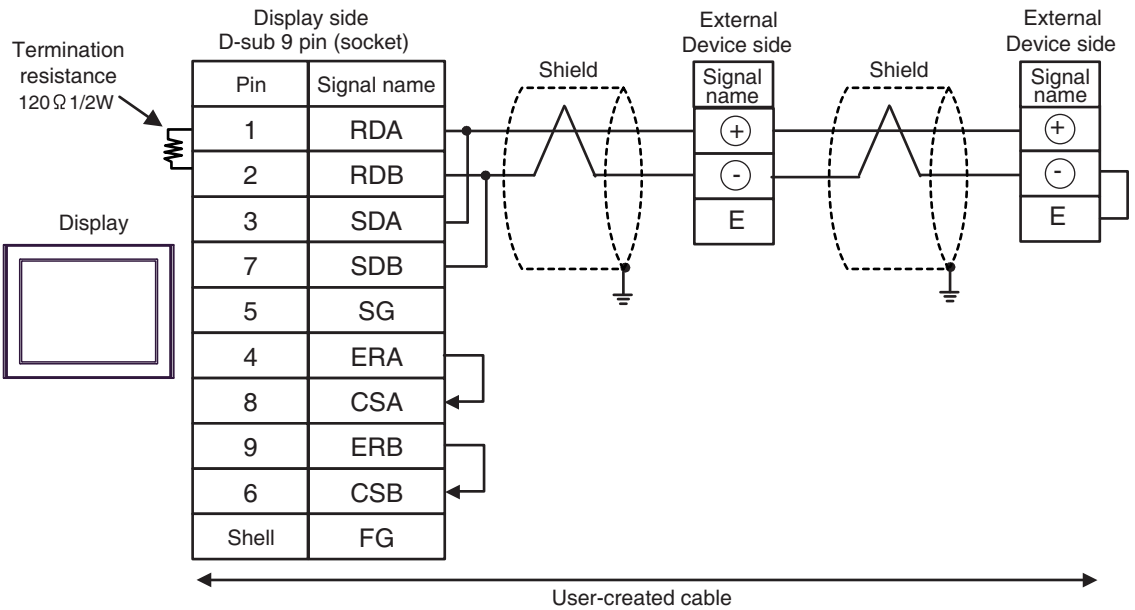 Display side
D-sub 9 pin (socket)
Termination
resistance
120Ω 1/2W
Display
Pin Signal name
1 RDA
2 RDB
3 SDA
7 SDB
5 SG
4 ERA
8 CSA
9 ERB
6 CSB
Shell FG
Shield
External
Device side
Signal
name
+
-
E
Shield
External
Device side
Signal
name
+
-
E
User-created cable